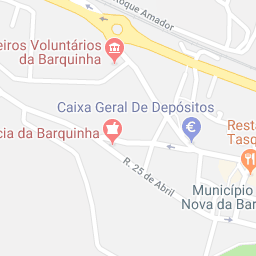 Roque Amador
eiros Voluntários
da Barquinha
Caixa Geral De Depósitos
cia da Barquinha
Resta
Tasq
R. 25 de Abril
Município
Nova da Bar